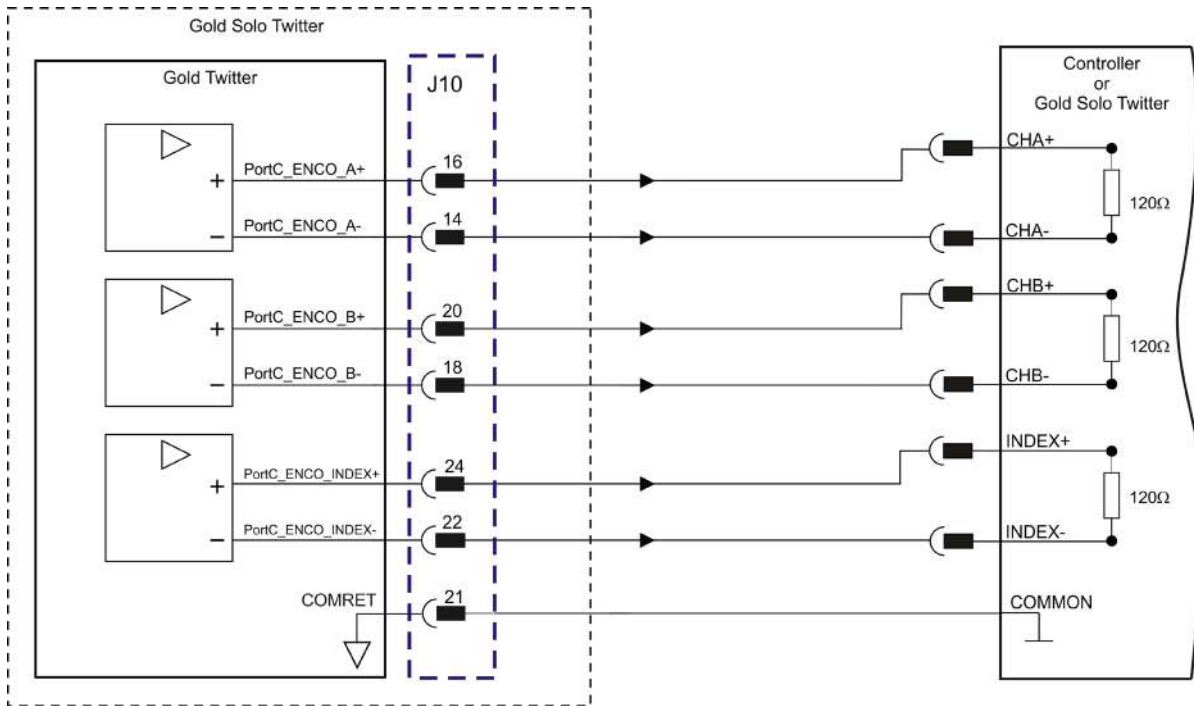 Gold Solo Twitter
Gold Twitter
J10
Controller
or
Gold Solo Twitter
PortC_ENCO_A+
16
CHA+
+
120Ω
PortC_ENCO_A-
14
CHA-
−
PortC_ENCO_B+
20
CHB+
+
120Ω
PortC_ENCO_B-
18
CHB-
−
PortC_ENCO_INDEX+
24
INDEX+
+
120Ω
PortC_ENCO_INDEX-
22
INDEX-
−
COMRET
21
COMMON